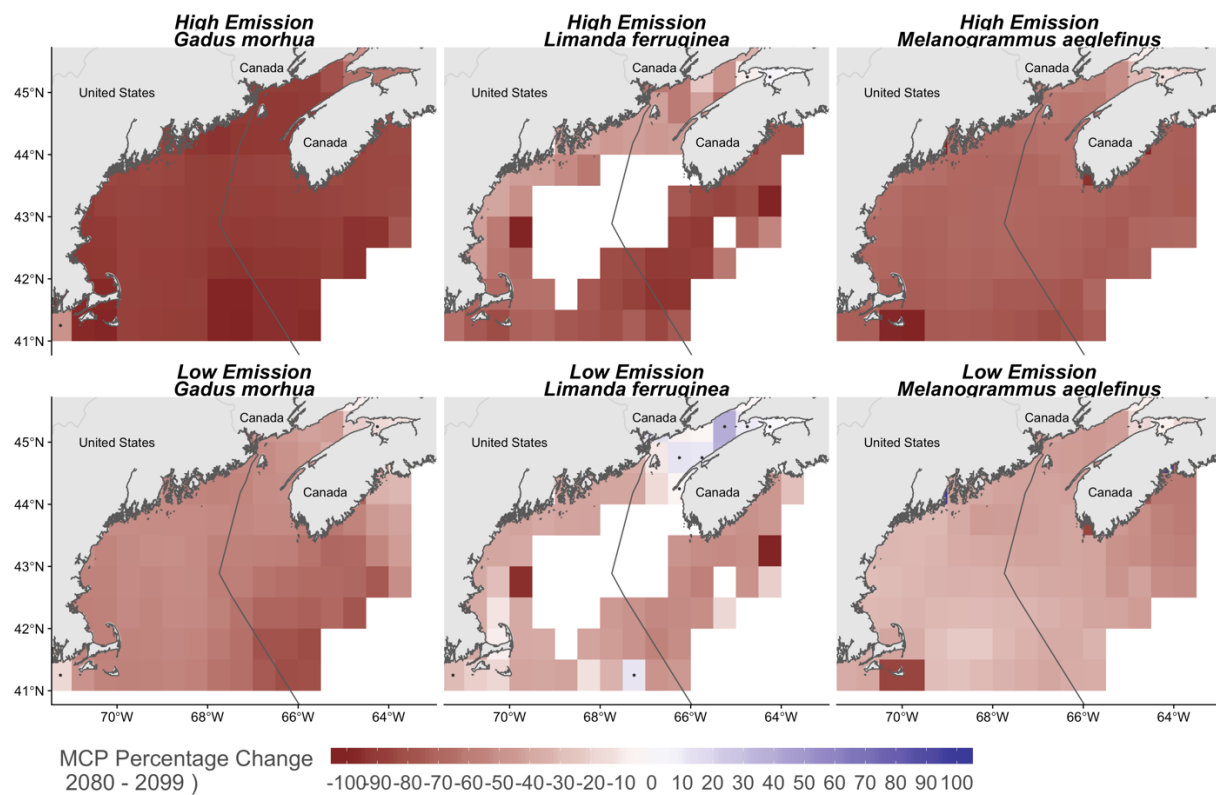 High Emission
Gadus morhua
High Emission
Limanda ferruginea
High Emission
Melanogrammus aeglefinus
Canada
United States
Canada
Canada
United States
Canada
Canada
United States
Canada
45°N
44°N
43°N
42°N
41°N
Low Emission
Gadus morhua
Low Emission
Limanda ferruginea
Low Emission
Melanogrammus aeglefinus
Canada
United States
Canada
Canada
United States
Canada
Canada
United States
Canada
45°N
44°N
43°N
42°N
41°N
70°W 68°W 66°W 64°W
70°W 68°W 66°W 64°W
70°W 68°W 66°W 64°W
MCP Percentage Change
2080 - 2099 )
-100 -90 -80 -70 -60 -50 -40 -30 -20 -10 0 10 20 30 40 50 60 70 80 90 100